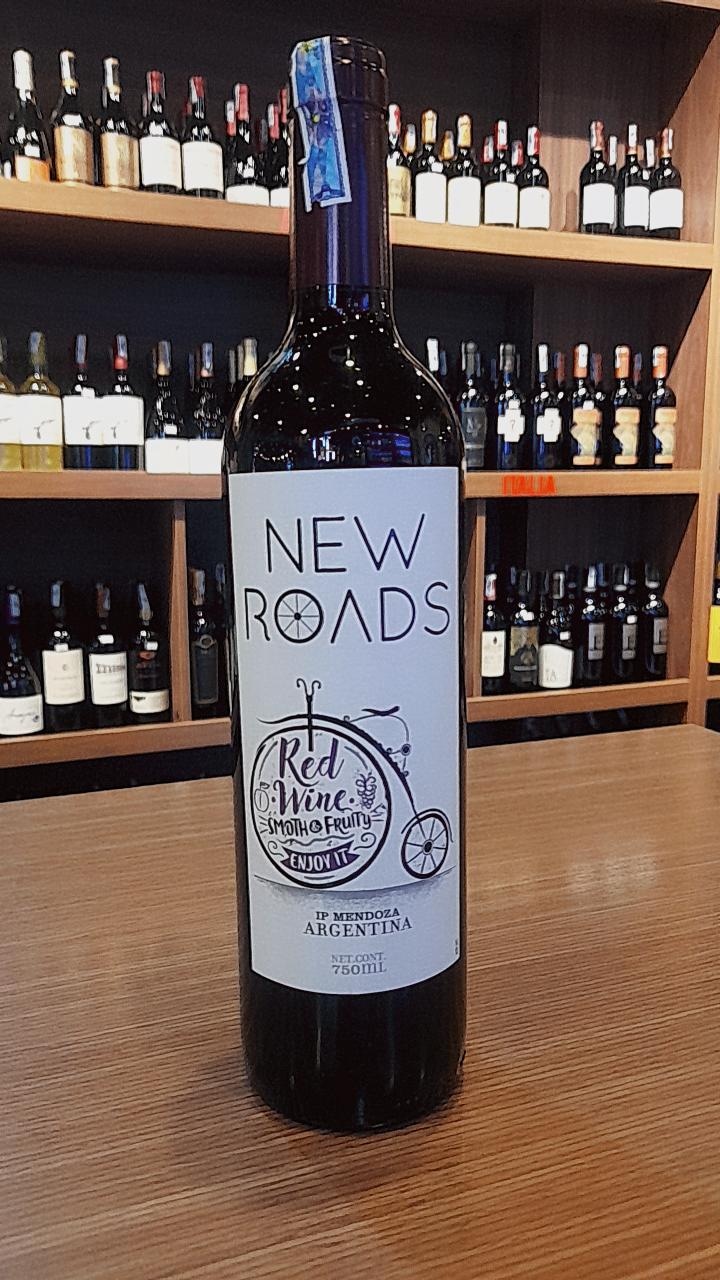 NEW
ROADS
Red
Wine
SMOTH & FRUITY
ENJOY IT
IP MENDOZA
ARGENTINA
NET.CONT.
750mL
ITALIA